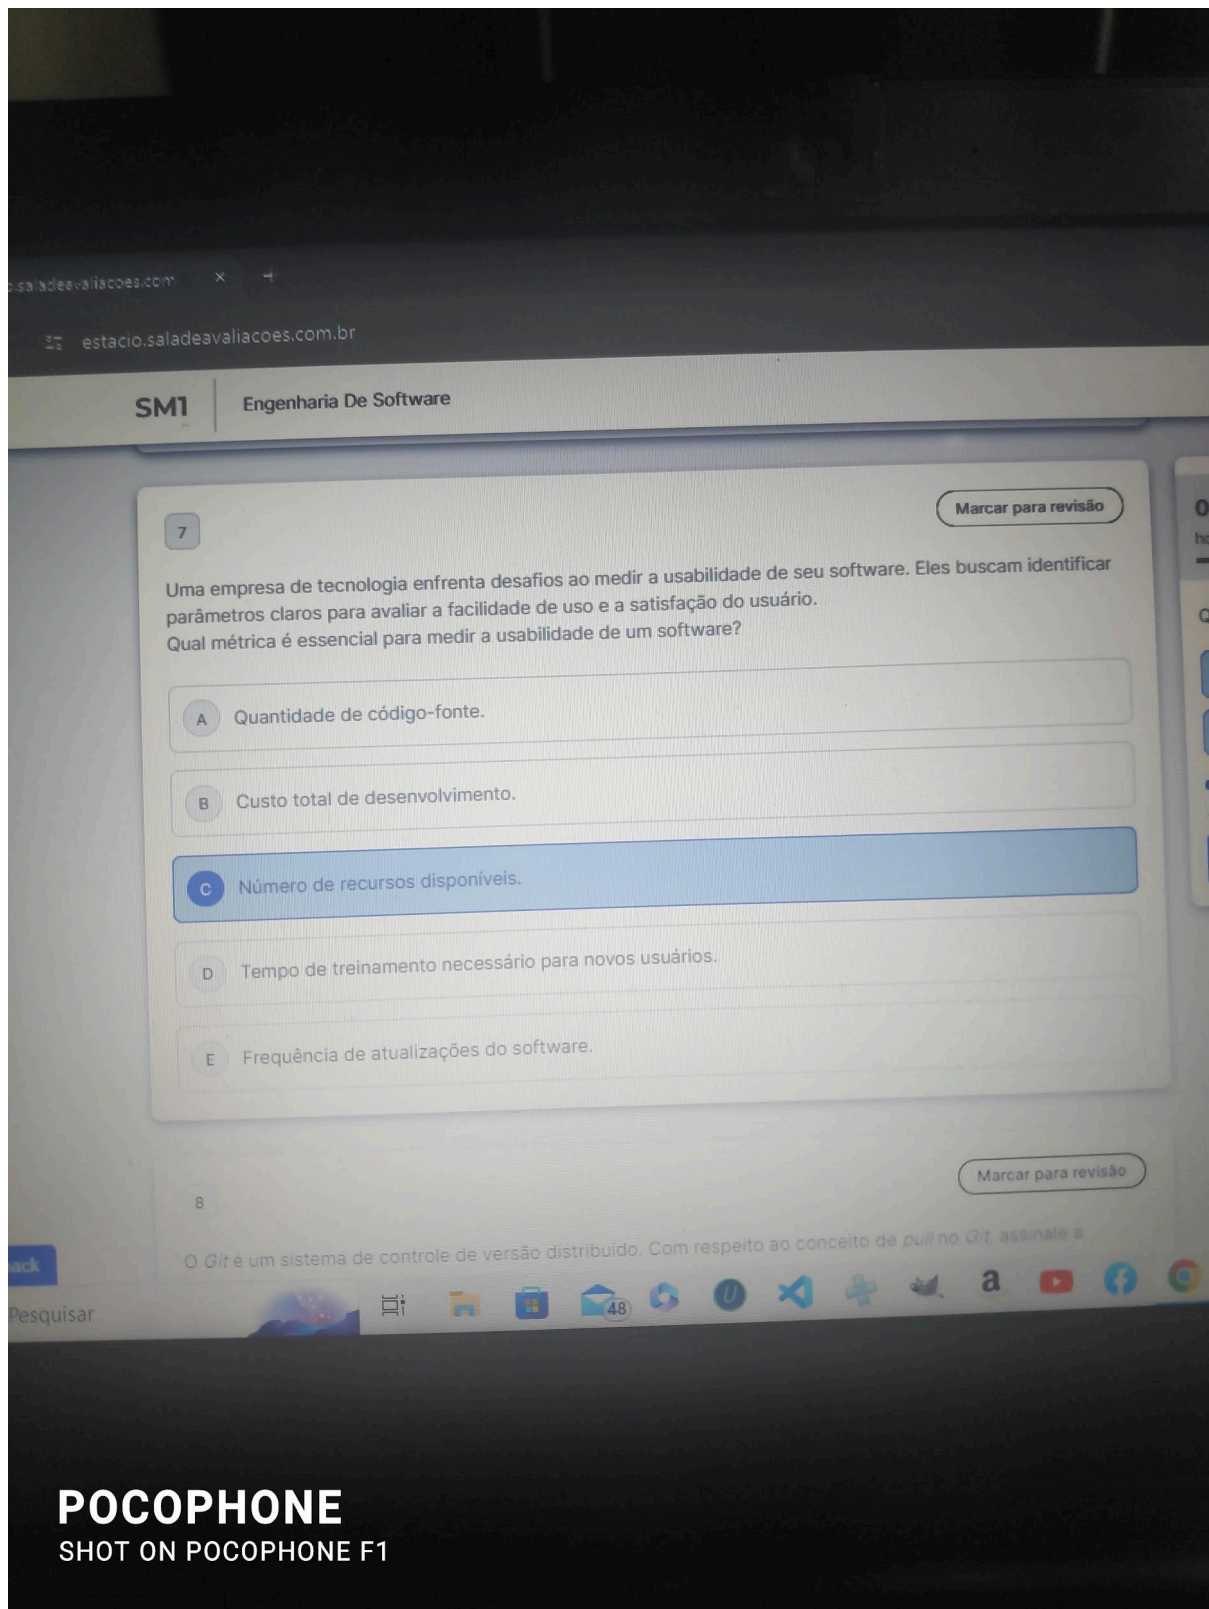 .saladeavaliacoes.com
estacio.saladeavaliacoes.com.br
SM1
Engenharia De Software
7
Marcar para revisão
Uma empresa de tecnologia enfrenta desafios ao medir a usabilidade de seu software. Eles buscam identificar
parâmetros claros para avaliar a facilidade de uso e a satisfação do usuário.
Qual métrica é essencial para medir a usabilidade de um software?
A Quantidade de código-fonte.
B Custo total de desenvolvimento.
C Número de recursos disponíveis.
D Tempo de treinamento necessário para novos usuários.
E Frequência de atualizações do software.
8
Marcar para revisão
O Git é um sistema de controle de versão distribuído. Com respeito ao conceito de pull no Git, assinale a
ack
Pesquisar
48
U
a
POCOPHONE
SHOT ON POCOPHONE F1